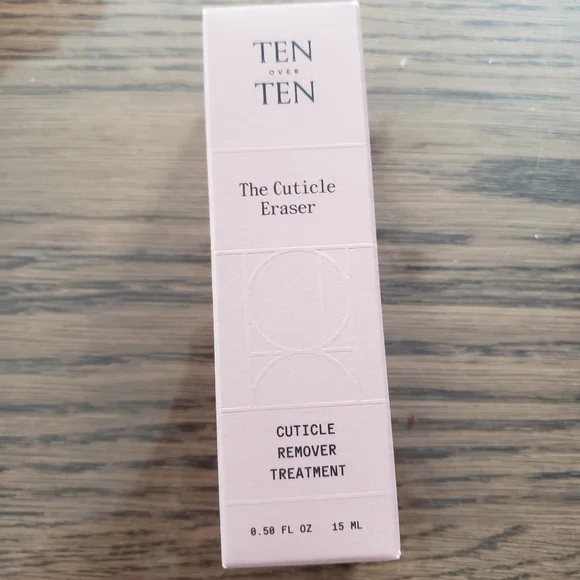 TEN
OVER
TEN
The Cuticle
Eraser
CUTICLE
REMOVER
TREATMENT
0.50 FL OZ 15 ML